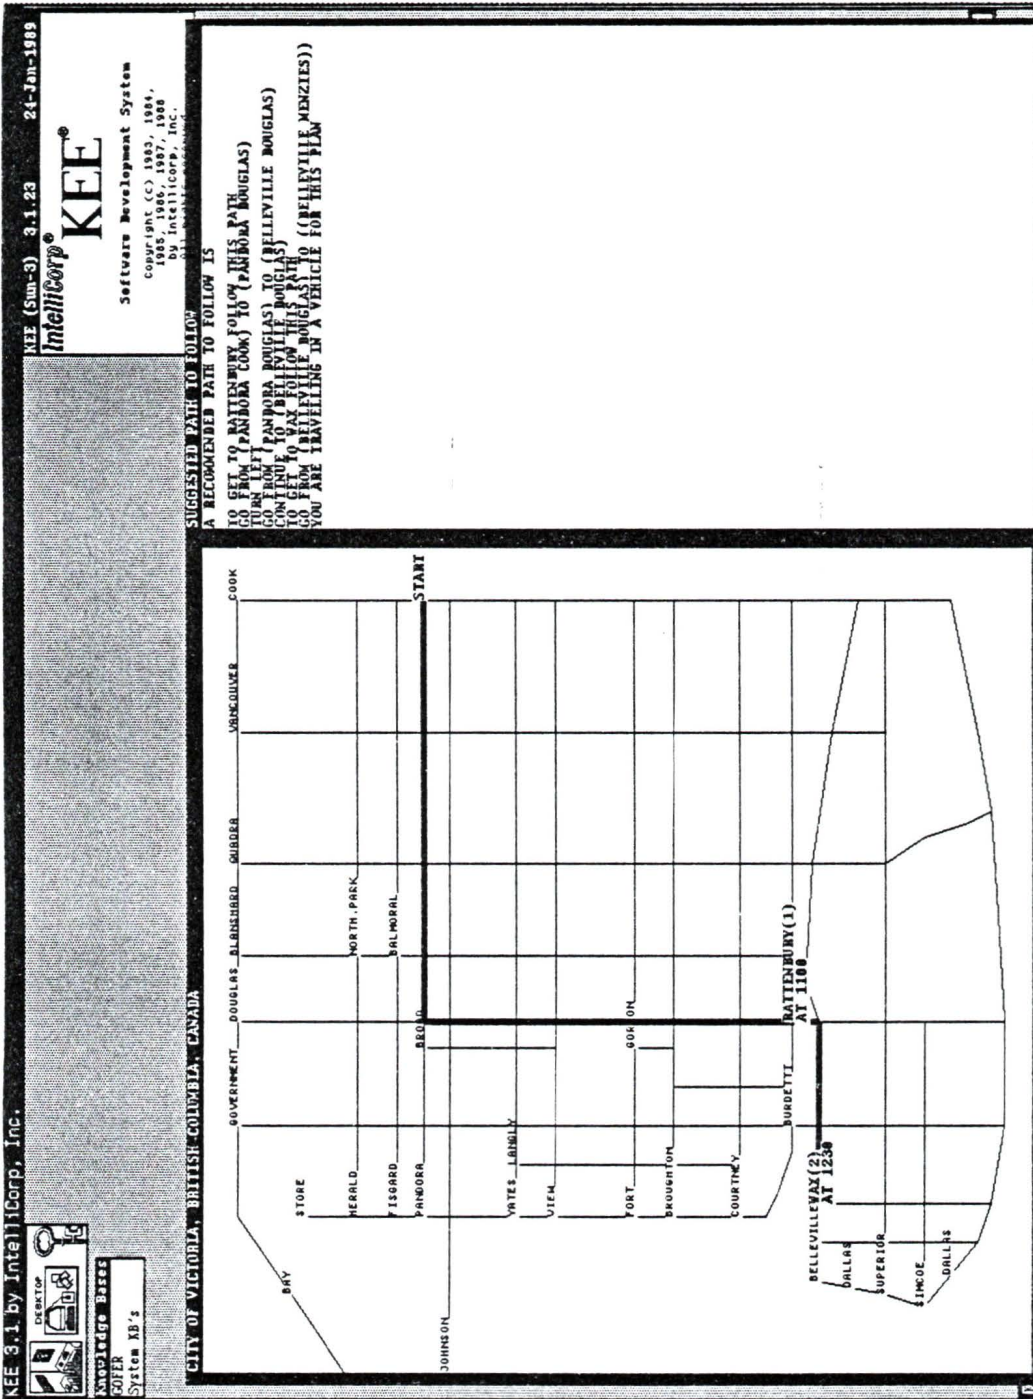 KEE 3.1 by IntelliCorp, Inc.
KEE (Sun-3) 3.1.23 24-Jan-1989
DESKTOP
Knowledge Bases
GOFER
System KB's
IntelliCorp®
KEE®
Software Development System
Copyright (c) 1983, 1984,
1985, 1986, 1987, 1988
by IntelliCorp, Inc.
All Rights
CITY OF VICTORIA, BRITISH COLUMBIA, CANADA
GOVERNMENT
DOUGLAS
BLANSHARD
QUADRA
VANCOUVER
COOK
BAY
STORE
HERALD
NORTH.PARK
FISGARD
BALMORAL
PANDORA
BROAD
START
JOHNSON
YATES
LANGLY
VIEW
FORT
BROUGHTON
COURTNEY
BURDETTI
RATTENBURY(1)
AT 1100
BELLEVILLE
WAX(2)
AT 1230
DALLAS
SUPERIOR
SIMCOE
DALLAS
SUGGESTED PATH TO FOLLOW
A RECOMMENDED PATH TO FOLLOW IS
TO GET TO RATTENBURY FOLLOW THIS PATH
GO FROM (PANDORA COOK) TO (PANDORA DOUGLAS)
TURN LEFT
GO FROM (PANDORA DOUGLAS) TO (BELLEVILLE DOUGLAS)
CONTINUE TO (BELLEVILLE DOUGLAS)
TO GET TO WAX FOLLOW THIS PATH
GO FROM (BELLEVILLE DOUGLAS) TO ((BELLEVILLE MENZIES))
YOU ARE TRAVELLING IN A VEHICLE FOR THIS PLAN